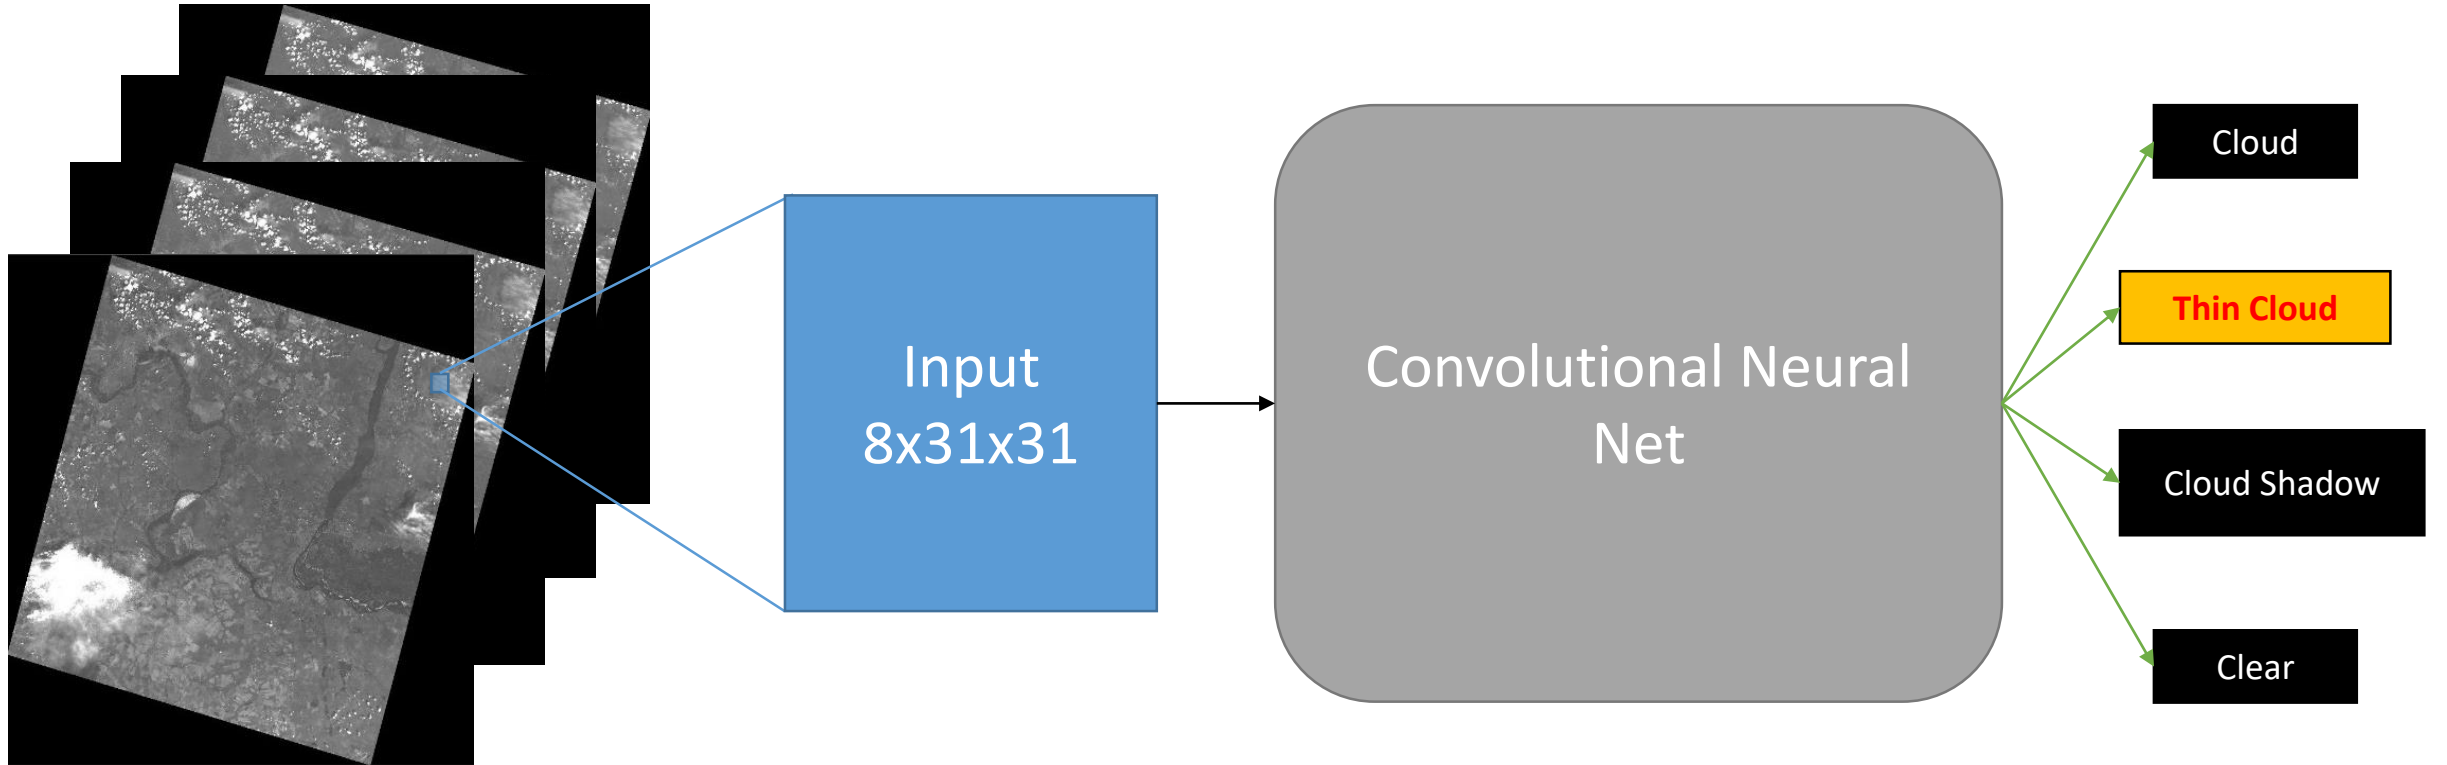 Input
8x31x31
Convolutional Neural
Net
Cloud
Thin Cloud
Cloud Shadow
Clear